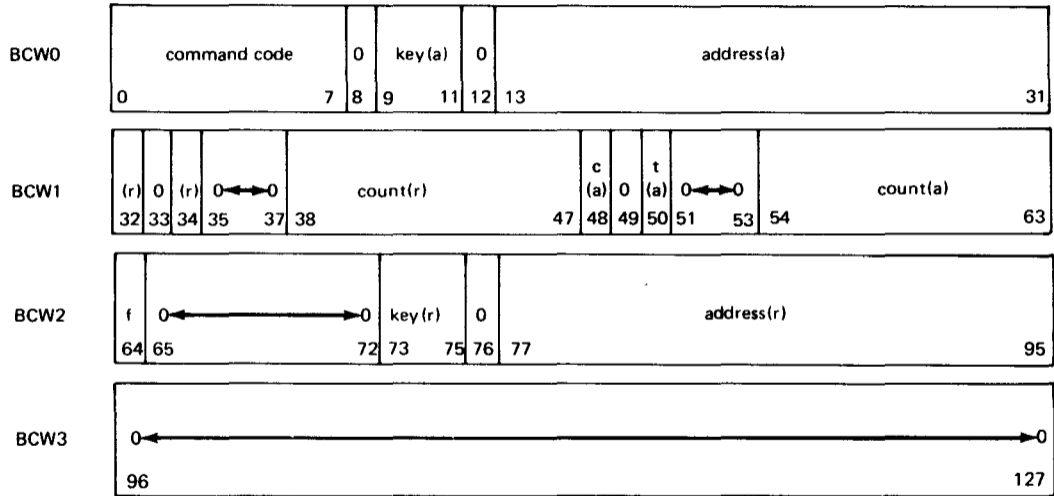 BCW0 command code 0 key(a) 0 address(a)
0 7 8 9 11 12 13 31
c t
BCW1 (r) 0 (r) 0 0 count(r) (a) 0 (a) 0 0 count(a)
32 33 34 35 37 38 47 48 49 50 51 53 54 63
BCW2 f 0 0 key(r) 0 address(r)
64 65 72 73 75 76 77 95
BCW3 0 0
96 127